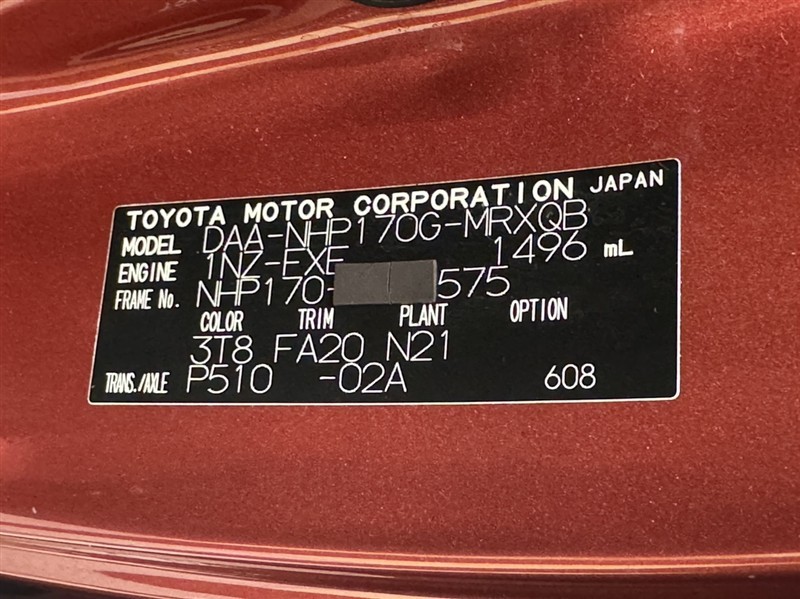 TOYOTA MOTOR CORPORATION JAPAN
MODEL DAA-NHP170G-MRXQB
ENGINE 1NZ-FXE 1496 mL
FRAME No. NHP170- 575
COLOR TRIM PLANT OPTION
3T8 FA20 N21
TRANS./AXLE P510 -02A 608